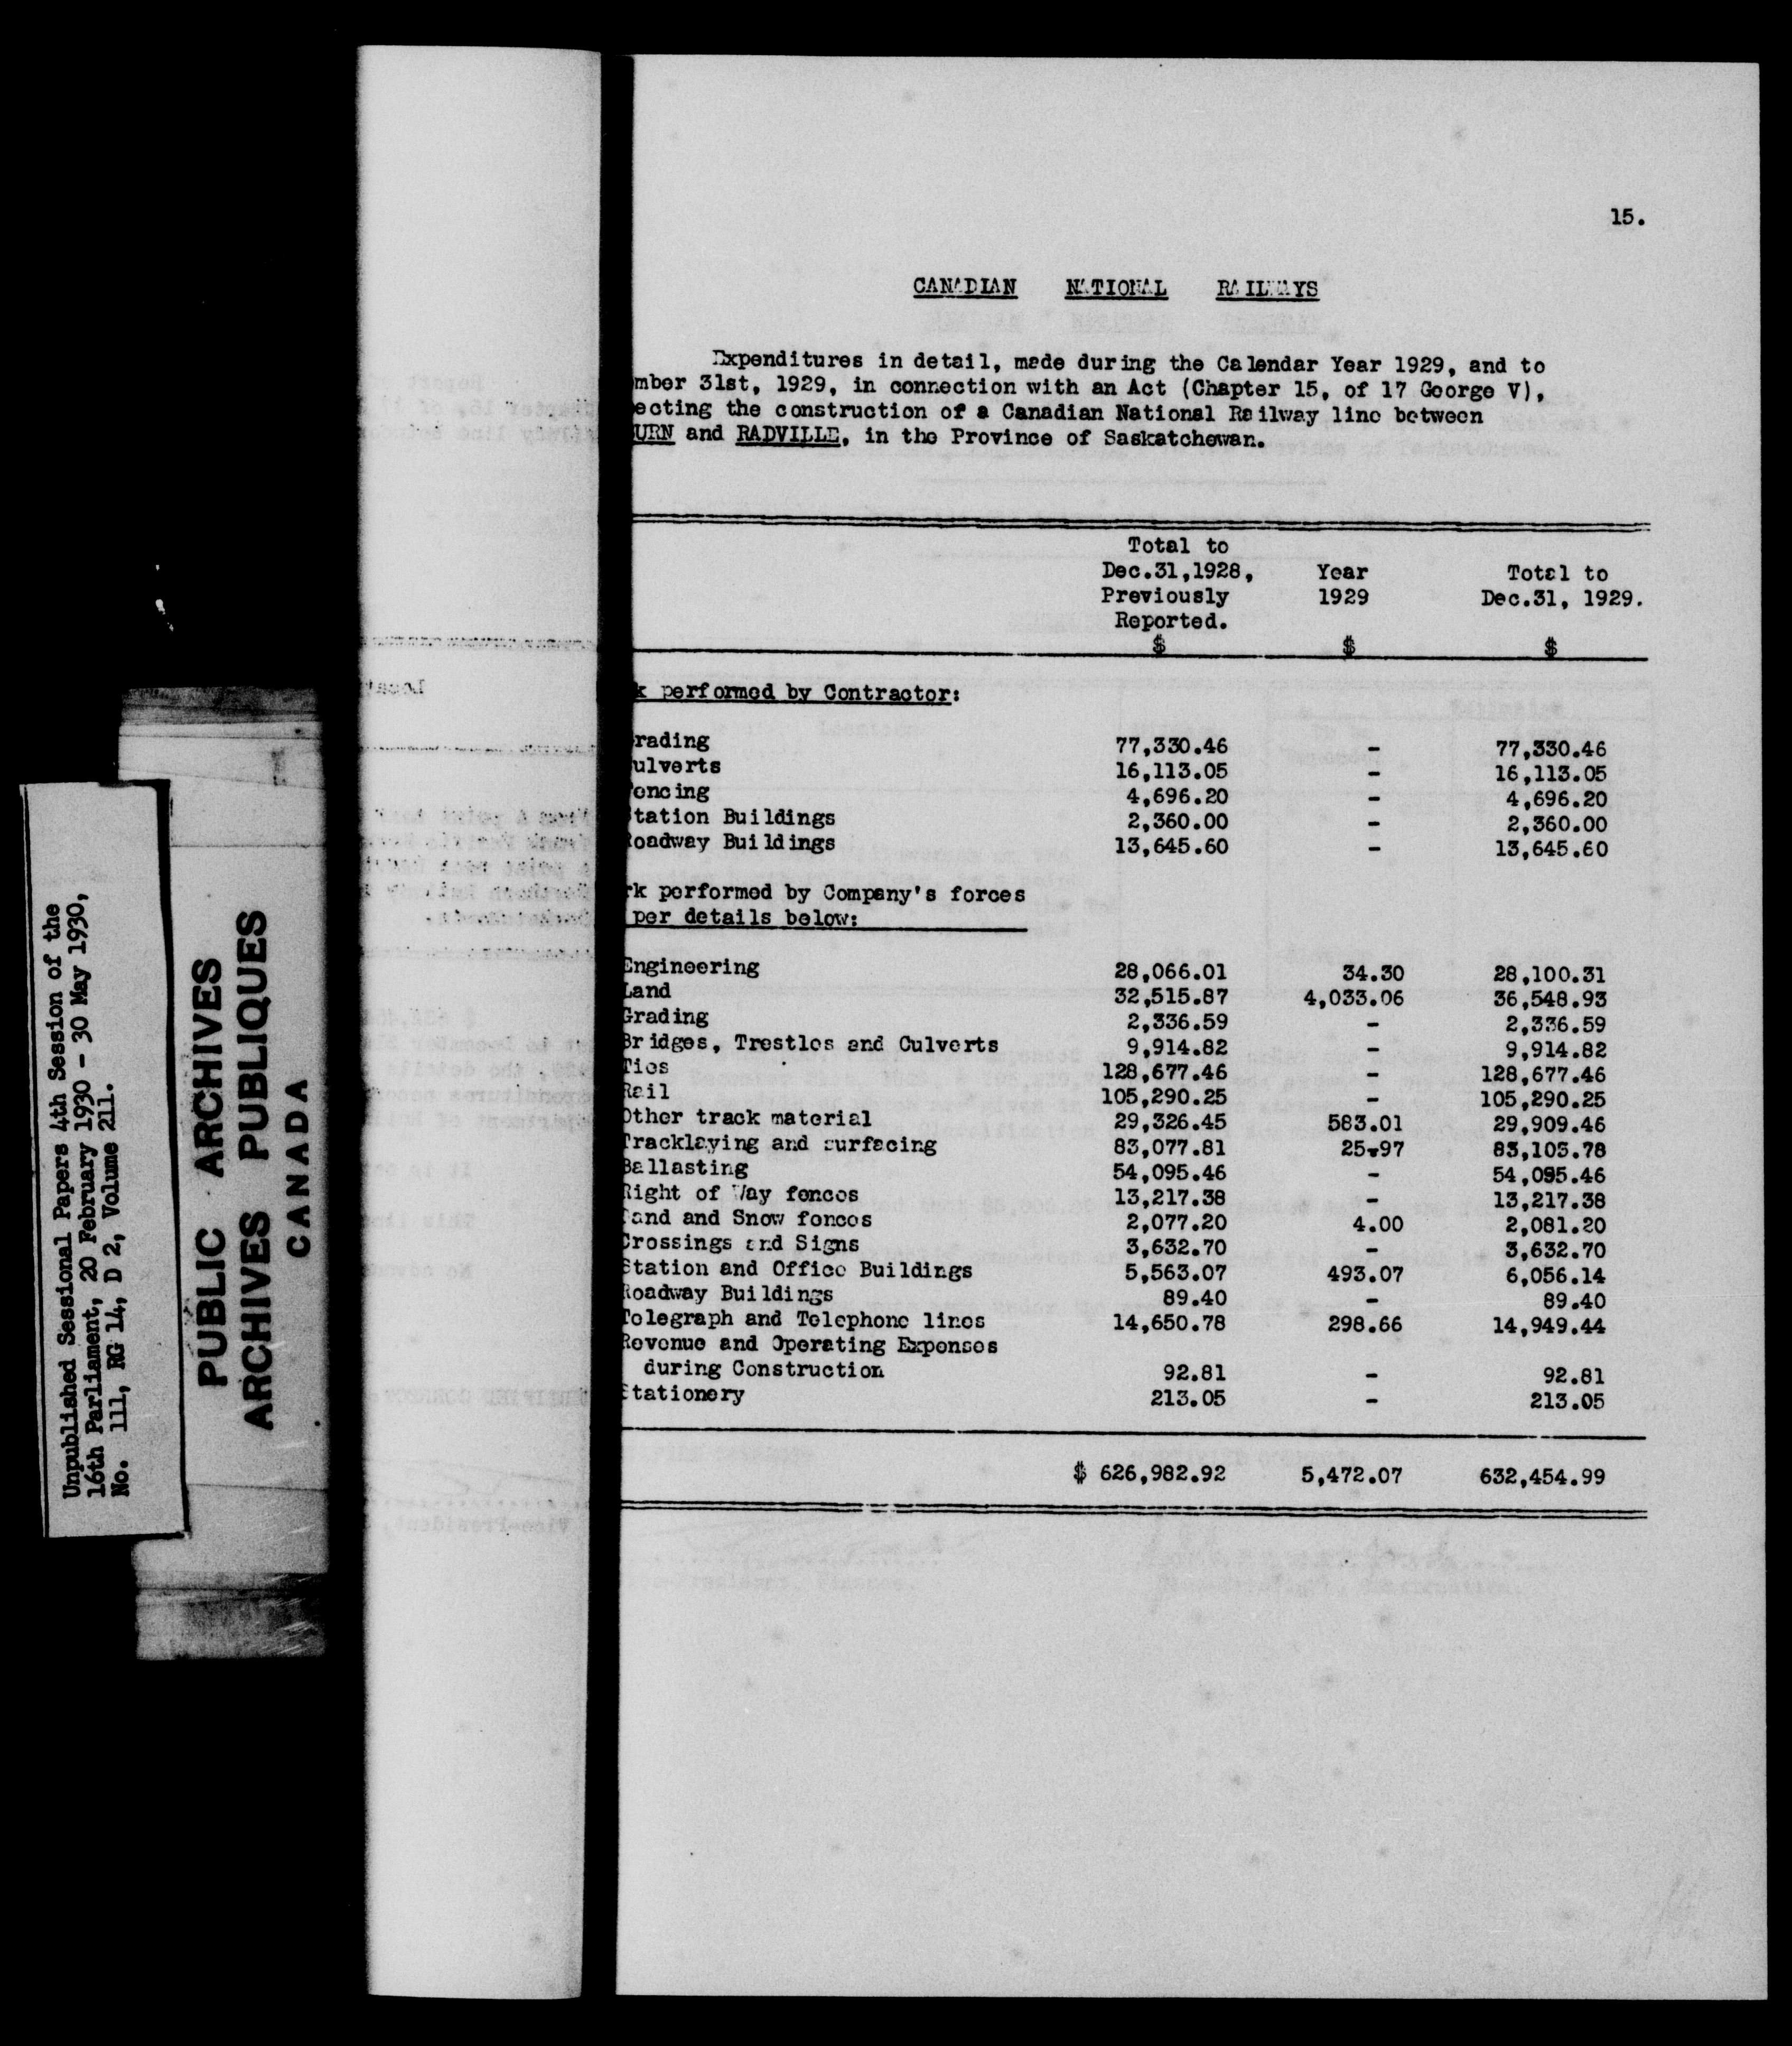 15.
CANADIAN NATIONAL RAILWAYS
Expenditures in detail, made during the Calendar Year 1929, and to
mber 31st, 1929, in connection with an Act (Chapter 15, of 17 George V),
ecting the construction of a Canadian National Railway line between
URN and RADVILLE, in the Province of Saskatchewan.
Total to
Dec.31,1928, Year Total to
Previously 1929 Dec.31, 1929.
Reported.
$ $ $
k performed by Contractor:
rading 77,330.46 - 77,330.46
ulverts 16,113.05 - 16,113.05
encing 4,696.20 - 4,696.20
tation Buildings 2,360.00 - 2,360.00
oadway Buildings 13,645.60 - 13,645.60
rk performed by Company's forces
per details below:
Engineering 28,066.01 34.30 28,100.31
Land 32,515.87 4,033.06 36,548.93
Grading 2,336.59 - 2,336.59
Bridges, Trestles and Culverts 9,914.82 - 9,914.82
Ties 128,677.46 - 128,677.46
Rail 105,290.25 - 105,290.25
Other track material 29,326.45 583.01 29,909.46
Tracklaying and surfacing 83,077.81 25.97 83,103.78
Ballasting 54,095.46 - 54,095.46
Right of Way fences 13,217.38 - 13,217.38
Sand and Snow fences 2,077.20 4.00 2,081.20
Crossings and Signs 3,632.70 - 3,632.70
Station and Office Buildings 5,563.07 493.07 6,056.14
Roadway Buildings 89.40 - 89.40
Telegraph and Telephone lines 14,650.78 298.66 14,949.44
Revenue and Operating Expenses
during Construction 92.81 - 92.81
Stationery 213.05 - 213.05
$ 626,982.92 5,472.07 632,454.99
Unpublished Sessional Papers 4th Session of the
16th Parliament, 20 February 1930 - 30 May 1930,
No. 111, RG 14, D 2, Volume 211.
PUBLIC ARCHIVES
ARCHIVES PUBLIQUES
CANADA